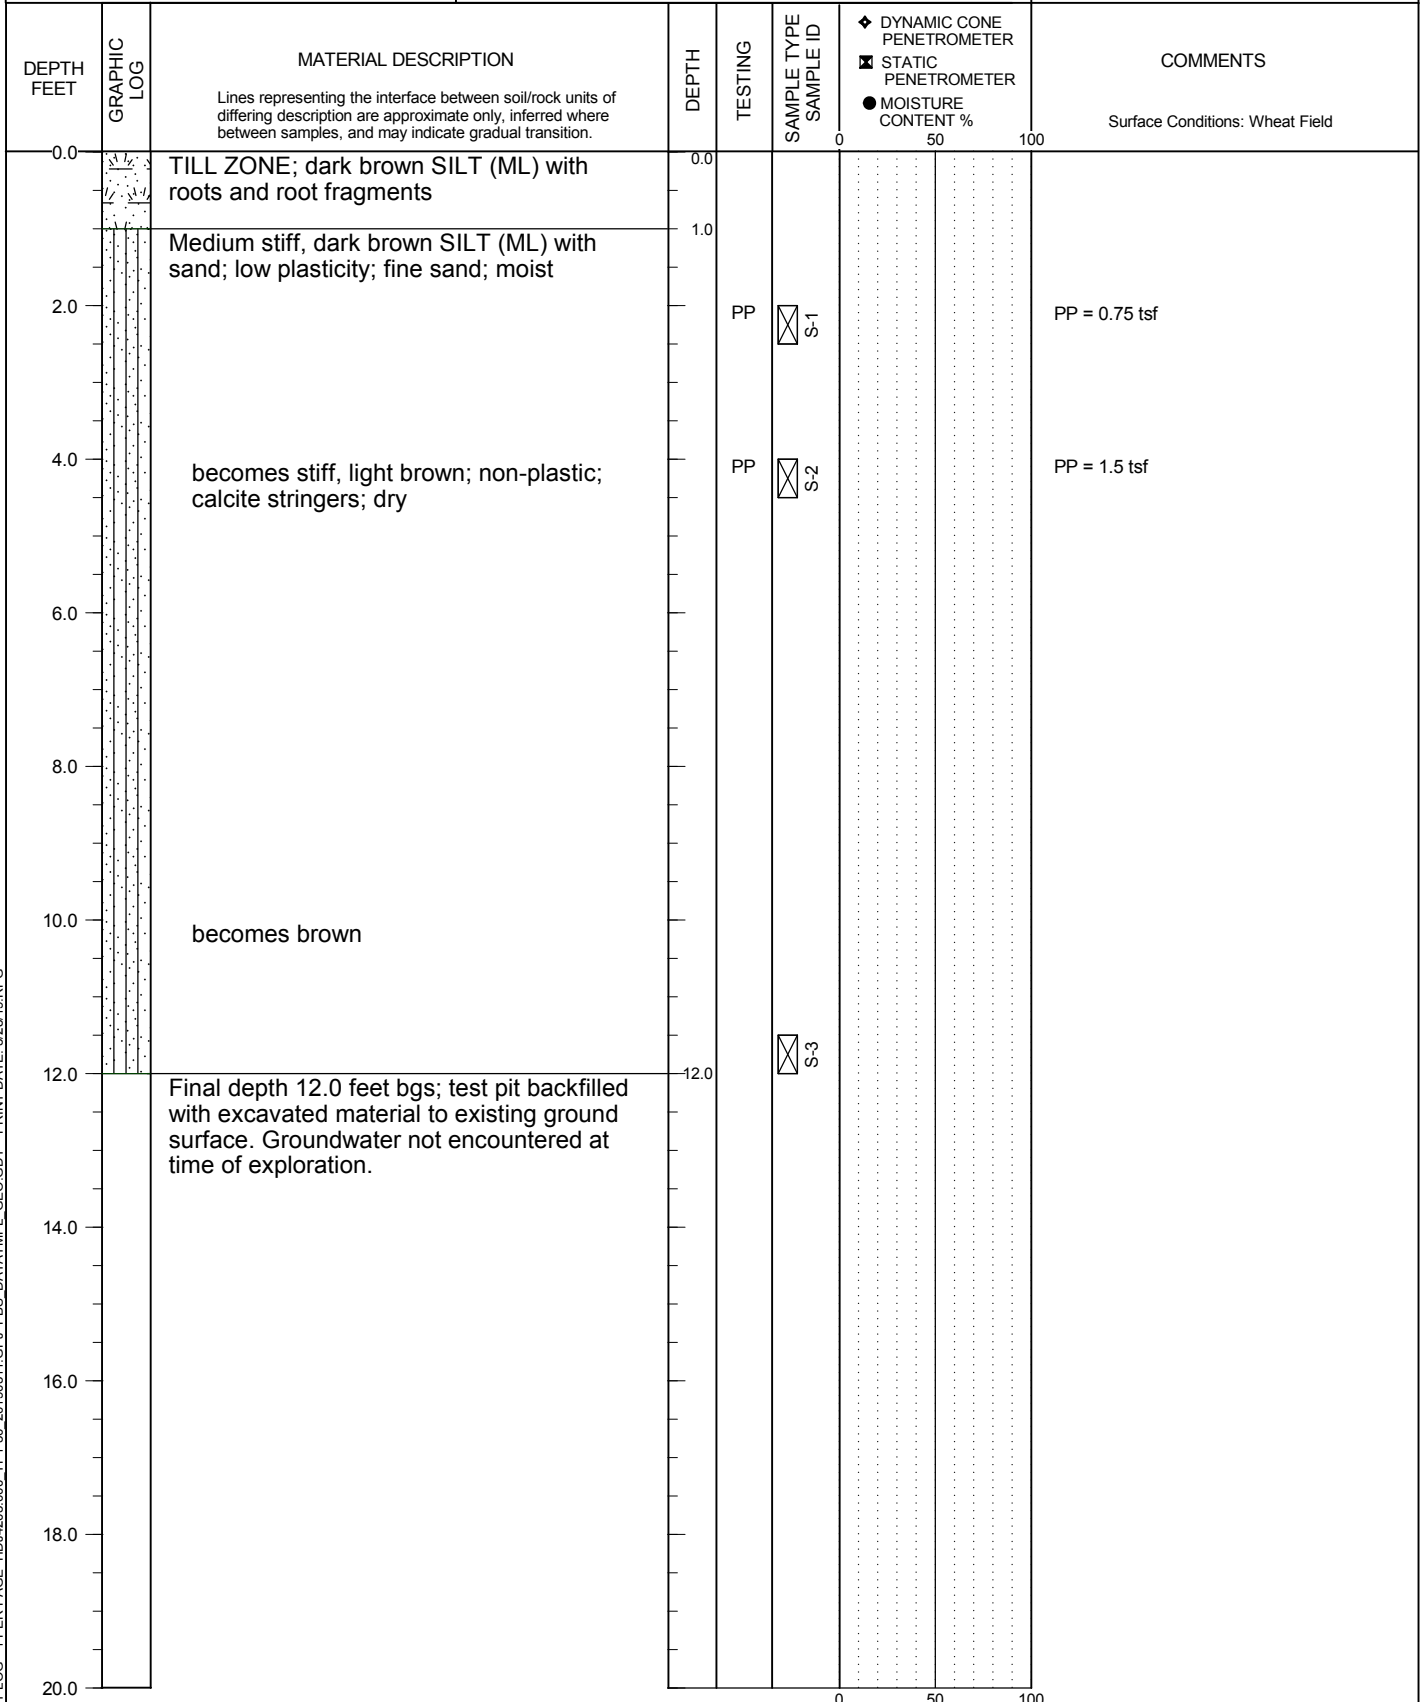 DEPTH
FEET
GRAPHIC
LOG
MATERIAL DESCRIPTION
Lines representing the interface between soil/rock units of
differing description are approximate only, inferred where
between samples, and may indicate gradual transition.
DEPTH
TESTING
SAMPLE TYPE
SAMPLE ID
DYNAMIC CONE
PENETROMETER
STATIC
PENETROMETER
MOISTURE
CONTENT %
0 50 100
COMMENTS
Surface Conditions: Wheat Field
0.0
TILL ZONE; dark brown SILT (ML) with
roots and root fragments
0.0
1.0
Medium stiff, dark brown SILT (ML) with
sand; low plasticity; fine sand; moist
2.0
PP
S-1
PP = 0.75 tsf
4.0
becomes stiff, light brown; non-plastic;
calcite stringers; dry
PP
S-2
PP = 1.5 tsf
6.0
8.0
10.0
becomes brown
S-3
12.0
12.0
Final depth 12.0 feet bgs; test pit backfilled
with excavated material to existing ground
surface. Groundwater not encountered at
time of exploration.
14.0
16.0
18.0
20.0
0 50 100